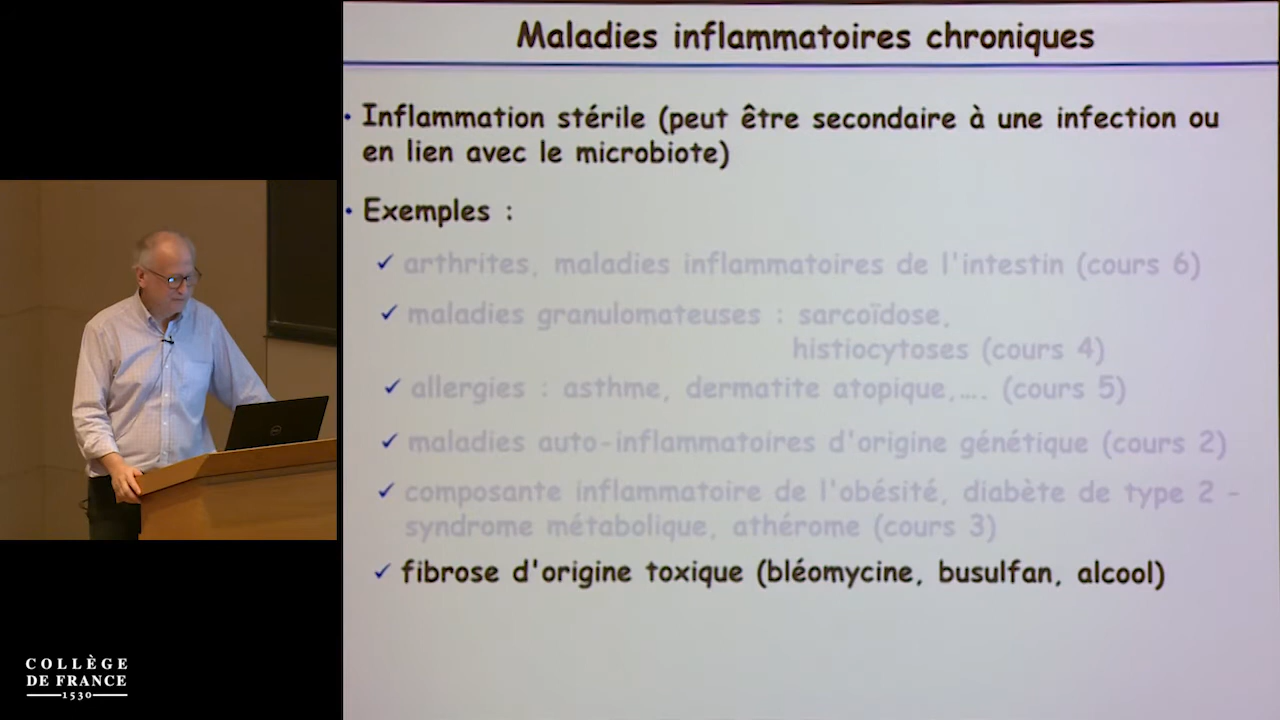 Maladies inflammatoires chroniques
Inflammation stérile (peut être secondaire à une infection ou
en lien avec le microbiote)
Exemples :
arthrites, maladies inflammatoires de l'intestin (cours 6)
maladies granulomateuses : sarcoïdose,
histiocytoses (cours 4)
allergies : asthme, dermatite atopique,.... (cours 5)
maladies auto-inflammatoires d'origine génétique (cours 2)
composante inflammatoire de l'obésité, diabète de type 2 -
syndrome métabolique, athérome (cours 3)
fibrose d'origine toxique (bléomycine, busulfan, alcool)
DELL
COLLÈGE
DE FRANCE
1530